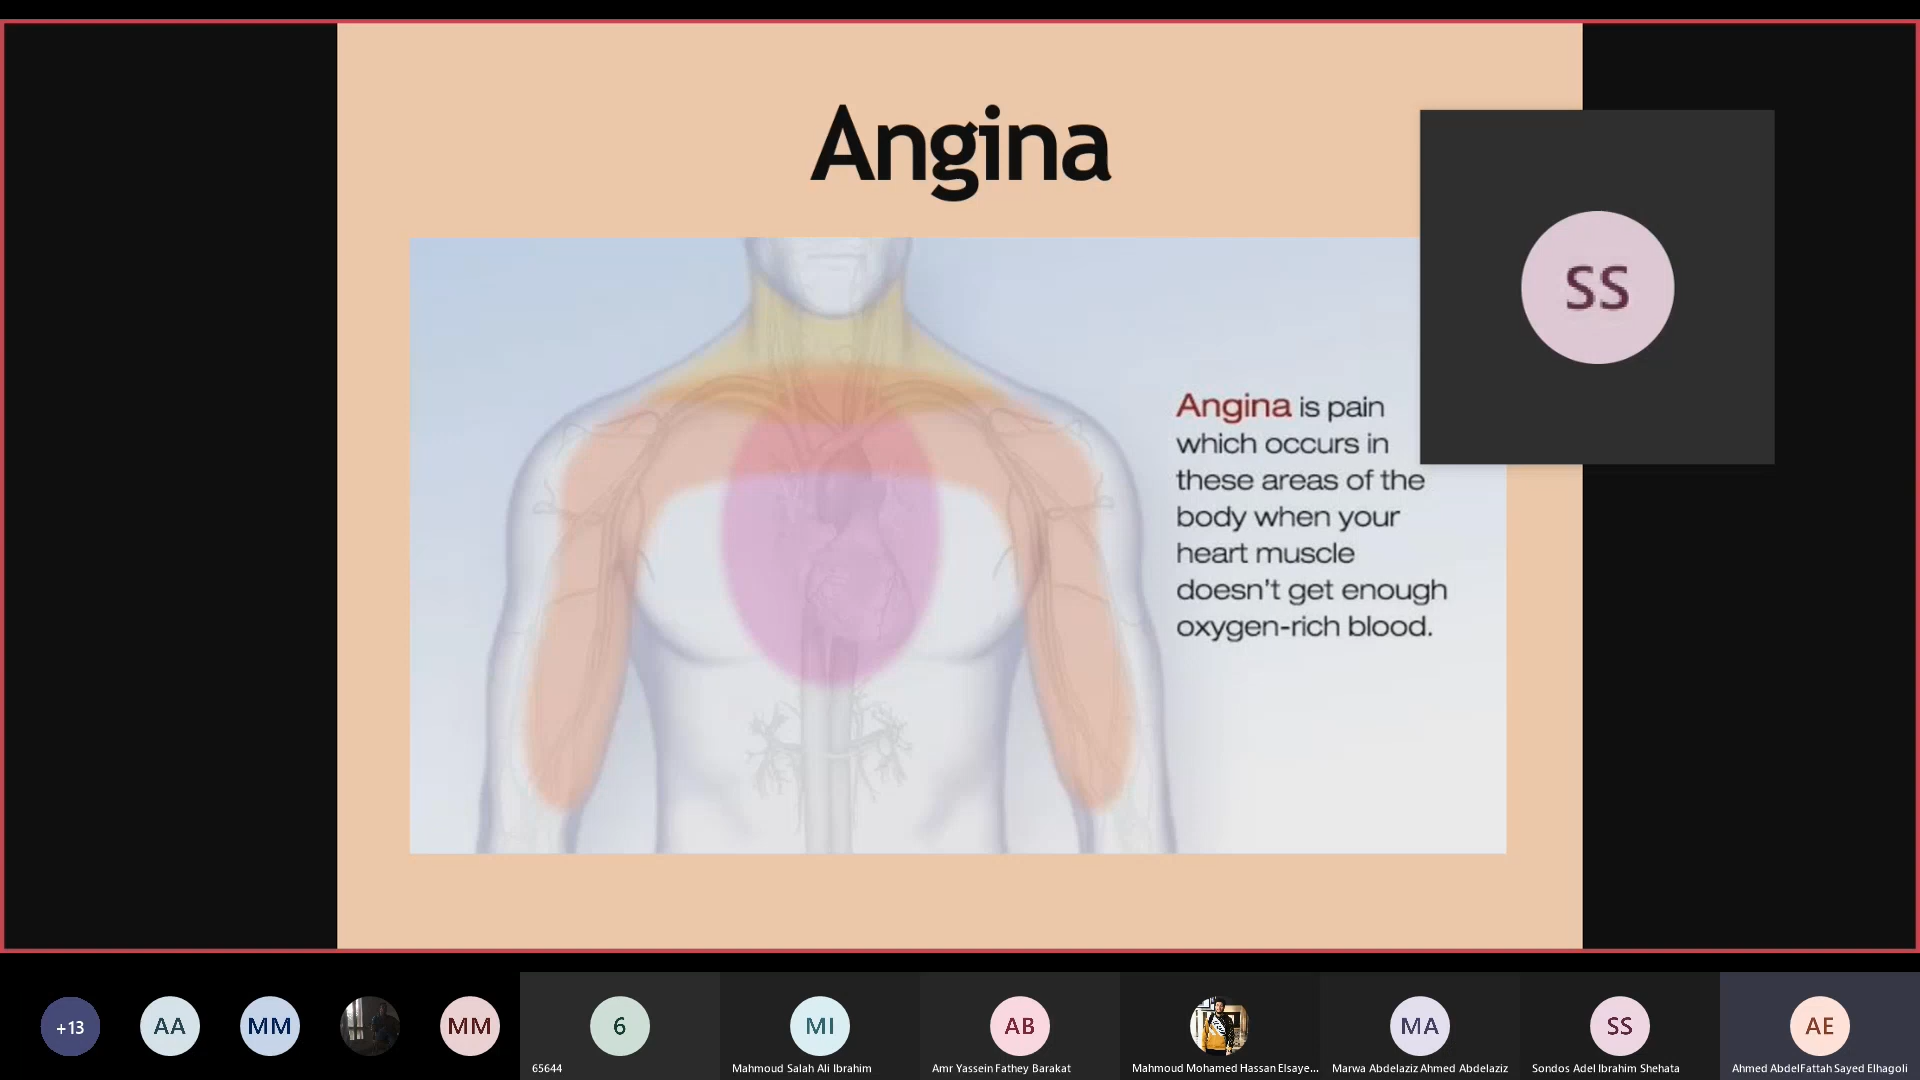 Angina
SS
Angina is pain
which occurs in
these areas of the
body when your
heart muscle
doesn't get enough
oxygen-rich blood.
+13
AA
MM
MM
6
MI
AB
MA
SS
AE
65644
Mahmoud Salah Ali Ibrahim
Amr Yassein Fathey Barakat
Mahmoud Mohamed Hassan Elsaye...
Marwa Abdelaziz Ahmed Abdelaziz
Sondos Adel Ibrahim Shehata
Ahmed AbdelFattah Sayed Elhagoli